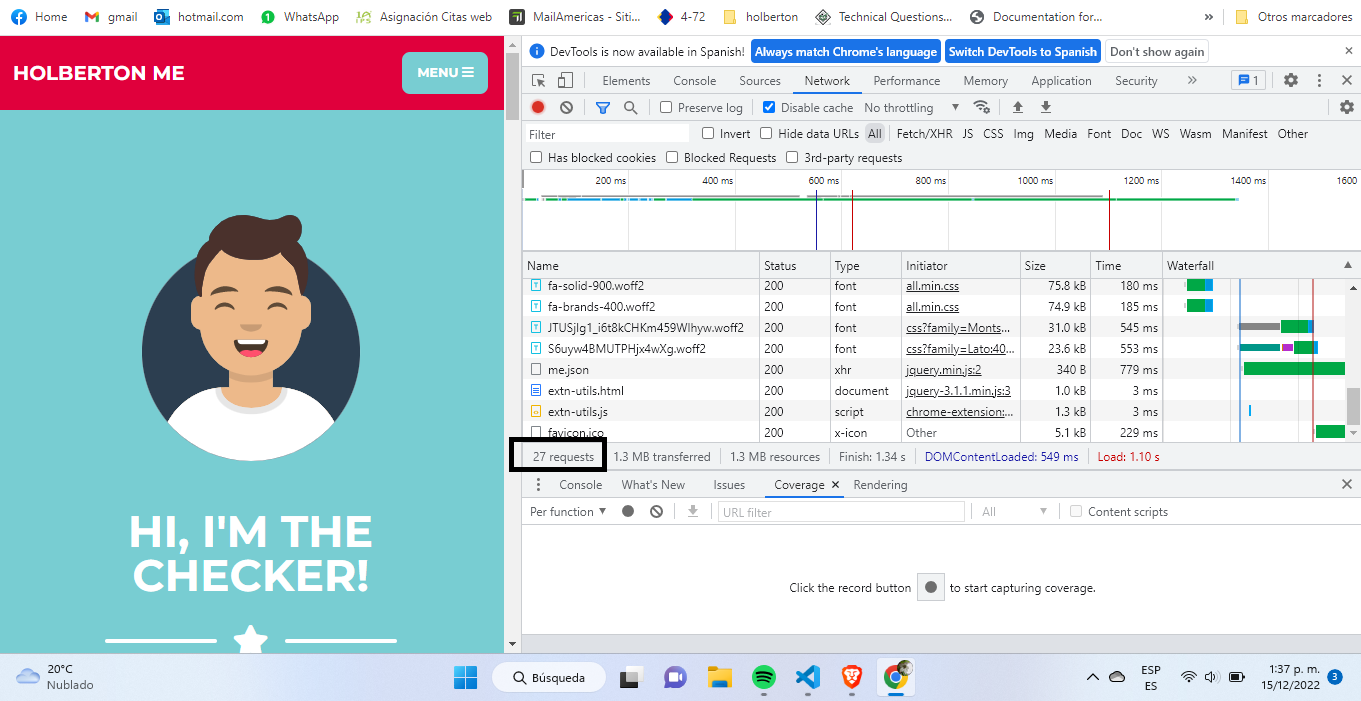 Home gmail hotmail.com WhatsApp Asignación Citas web MailAmericas - Siti... 4-72 holberton Technical Questions... Documentation for... » Otros marcadores
HOLBERTON ME
MENU
HI, I'M THE
CHECKER!
DevTools is now available in Spanish! Always match Chrome's language Switch DevTools to Spanish Don't show again
Elements Console Sources Network Performance Memory Application Security » 1
Preserve log Disable cache No throttling
Filter Invert Hide data URLs All Fetch/XHR JS CSS Img Media Font Doc WS Wasm Manifest Other
Has blocked cookies Blocked Requests 3rd-party requests
200 ms 400 ms 600 ms 800 ms 1000 ms 1200 ms 1400 ms 1600
Name Status Type Initiator Size Time Waterfall
fa-solid-900.woff2 200 font all.min.css 75.8 kB 180 ms
fa-brands-400.woff2 200 font all.min.css 74.9 kB 185 ms
JTUSjIg1_i6t8kCHKm459Wlhyw.woff2 200 font css?family=Monts... 31.0 kB 545 ms
S6uyw4BMUTPHjx4wXg.woff2 200 font css?family=Lato:40... 23.6 kB 553 ms
me.json 200 xhr jquery.min.js:2 340 B 779 ms
extn-utils.html 200 document jquery-3.1.1.min.js:3 1.0 kB 3 ms
extn-utils.js 200 script chrome-extension:... 1.3 kB 3 ms
favicon.ico 200 x-icon Other 5.1 kB 229 ms
27 requests 1.3 MB transferred 1.3 MB resources Finish: 1.34 s DOMContentLoaded: 549 ms Load: 1.10 s
Console What's New Issues Coverage Rendering
Per function URL filter All Content scripts
Click the record button to start capturing coverage.
20°C
Nublado
Búsqueda
ESP
ES
1:37 p. m.
15/12/2022
3